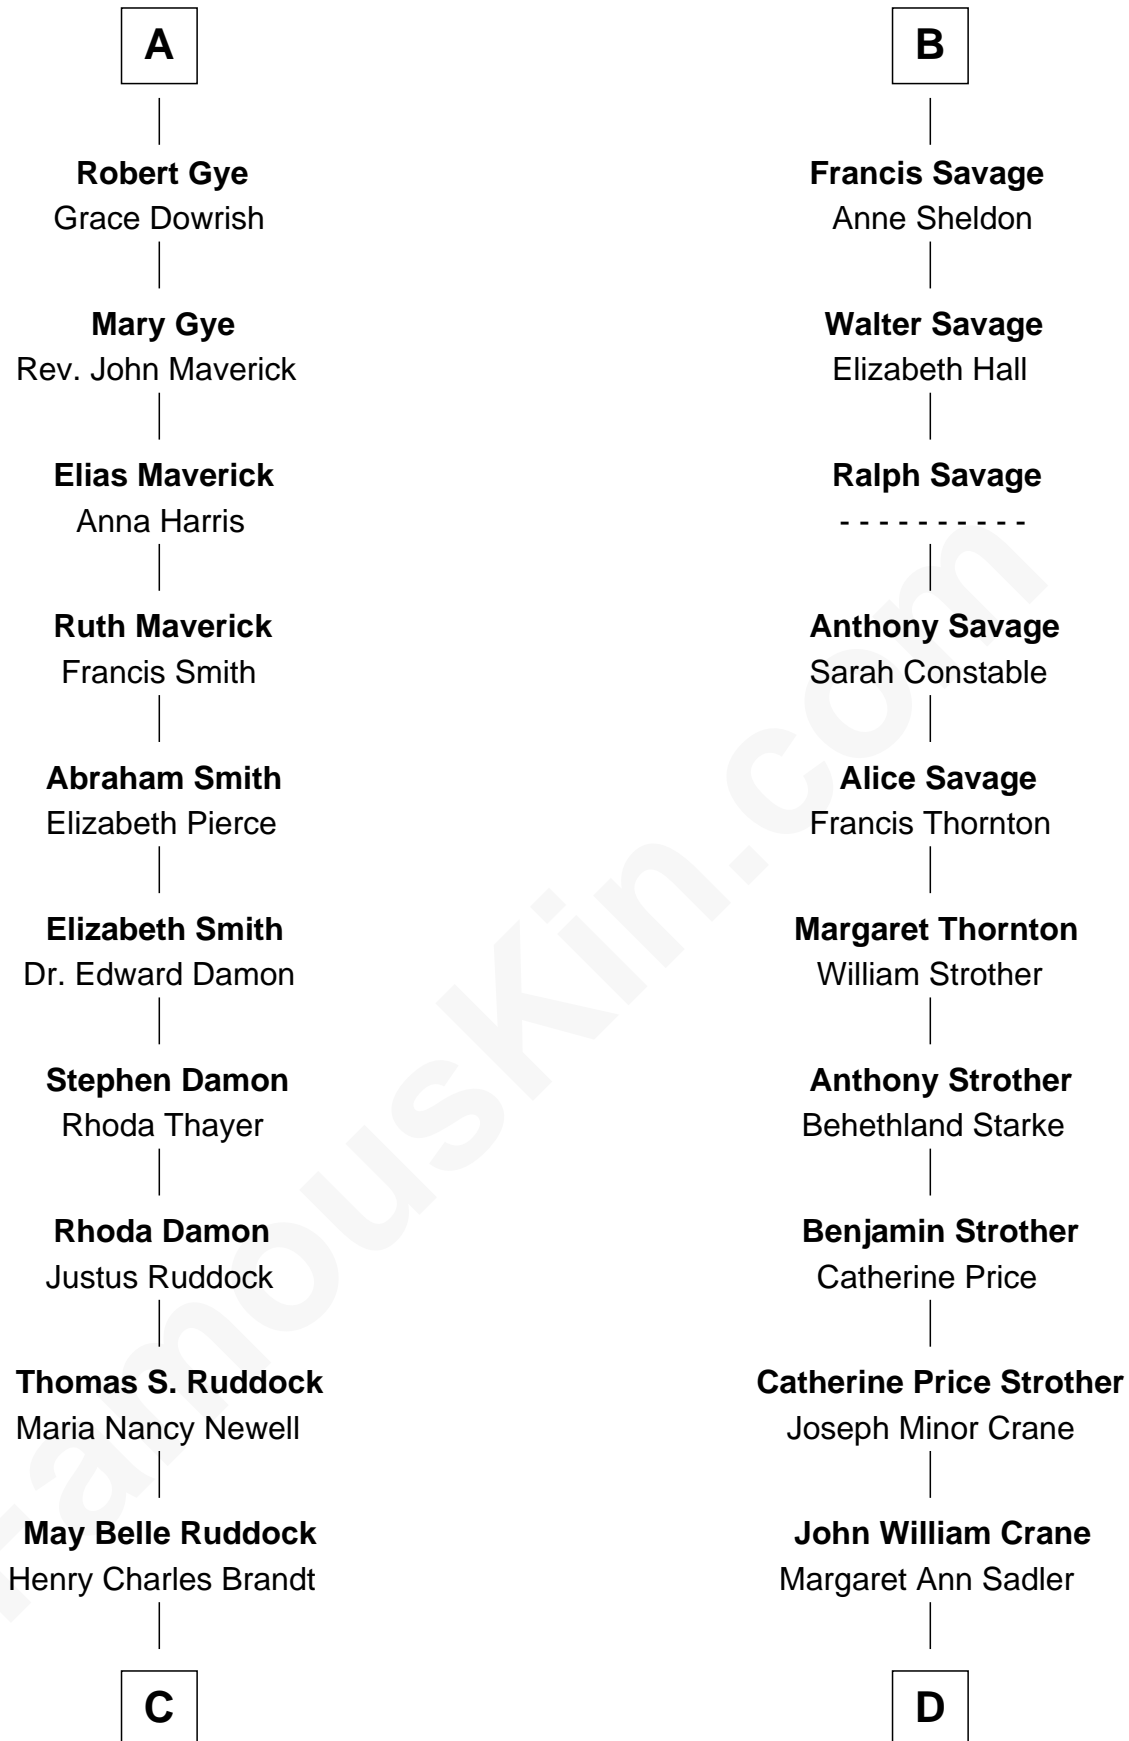 A
Robert Gye
Grace Dowrish
Mary Gye
Rev. John Maverick
Elias Maverick
Anna Harris
Ruth Maverick
Francis Smith
Abraham Smith
Elizabeth Pierce
Elizabeth Smith
Dr. Edward Damon
Stephen Damon
Rhoda Thayer
Rhoda Damon
Justus Ruddock
Thomas S. Ruddock
Maria Nancy Newell
May Belle Ruddock
Henry Charles Brandt
C
B
Francis Savage
Anne Sheldon
Walter Savage
Elizabeth Hall
Ralph Savage
- - - - - - - - - -
Anthony Savage
Sarah Constable
Alice Savage
Francis Thornton
Margaret Thornton
William Strother
Anthony Strother
Behethland Starke
Benjamin Strother
Catherine Price
Catherine Price Strother
Joseph Minor Crane
John William Crane
Margaret Ann Sadler
D
FamousKin.com